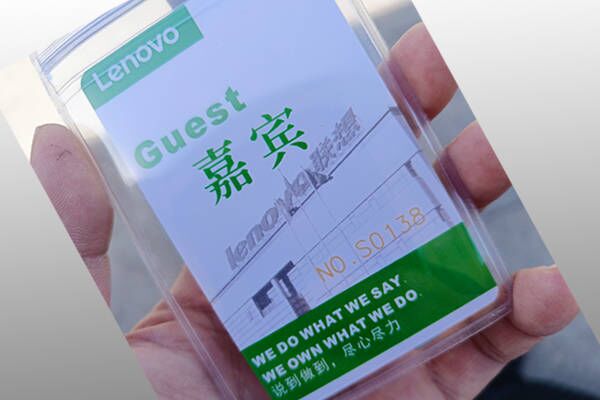 Lenovo
Guest
嘉宾
lenovo联想
NO.S0138
WE DO WHAT WE SAY.
WE OWN WHAT WE DO.
说到做到，尽心尽力